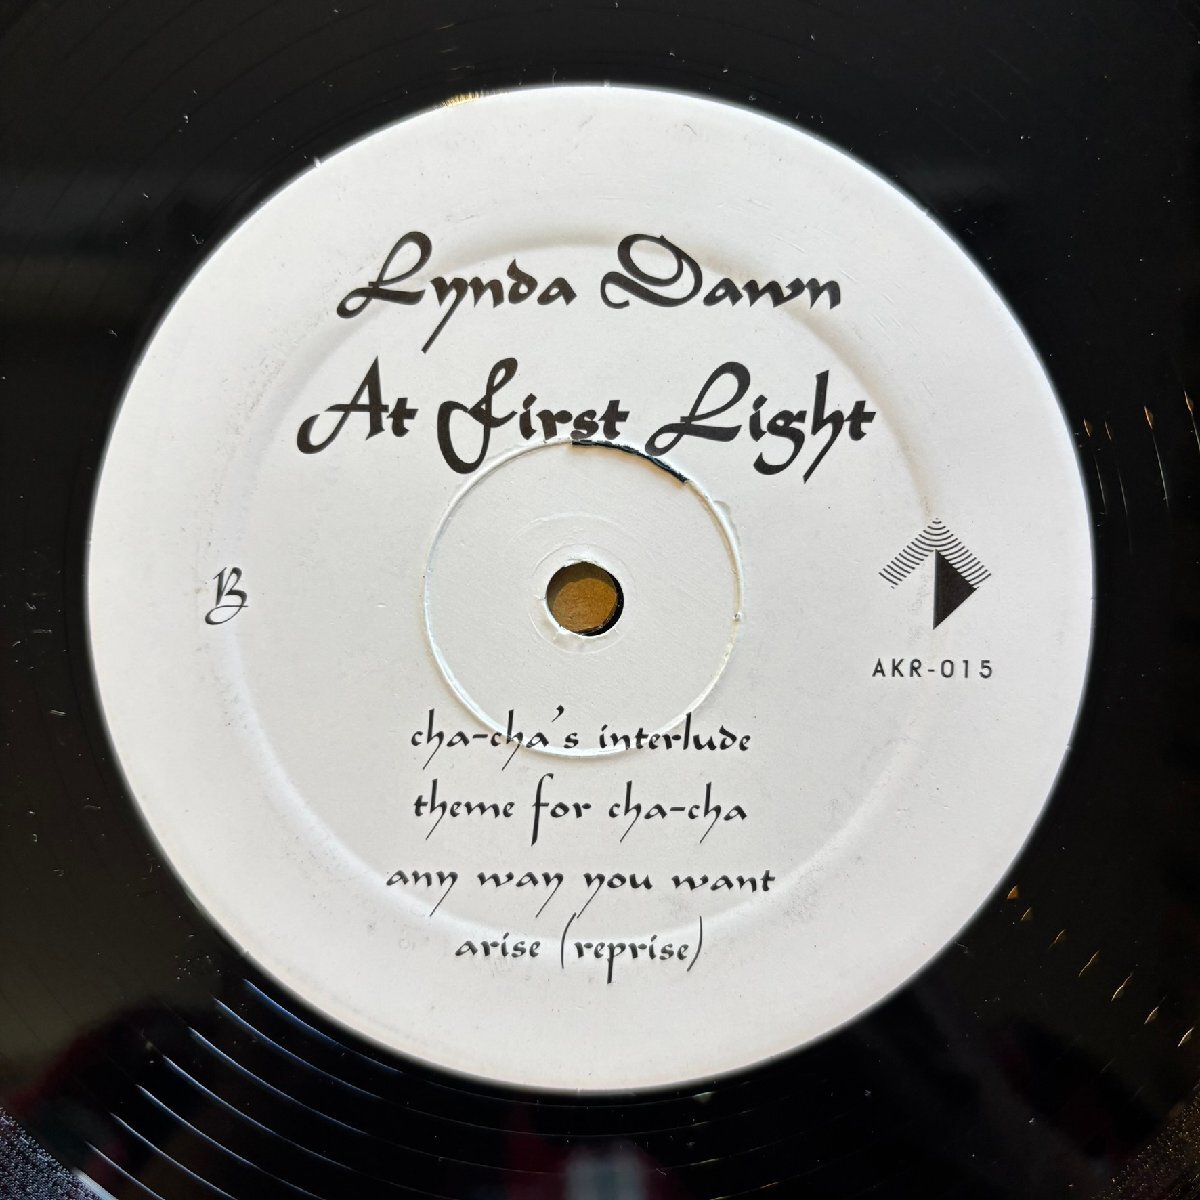 Lynda Dawn
At First Light
B
AKR-015
cha-cha's interlude
theme for cha-cha
any way you want
arise (reprise)